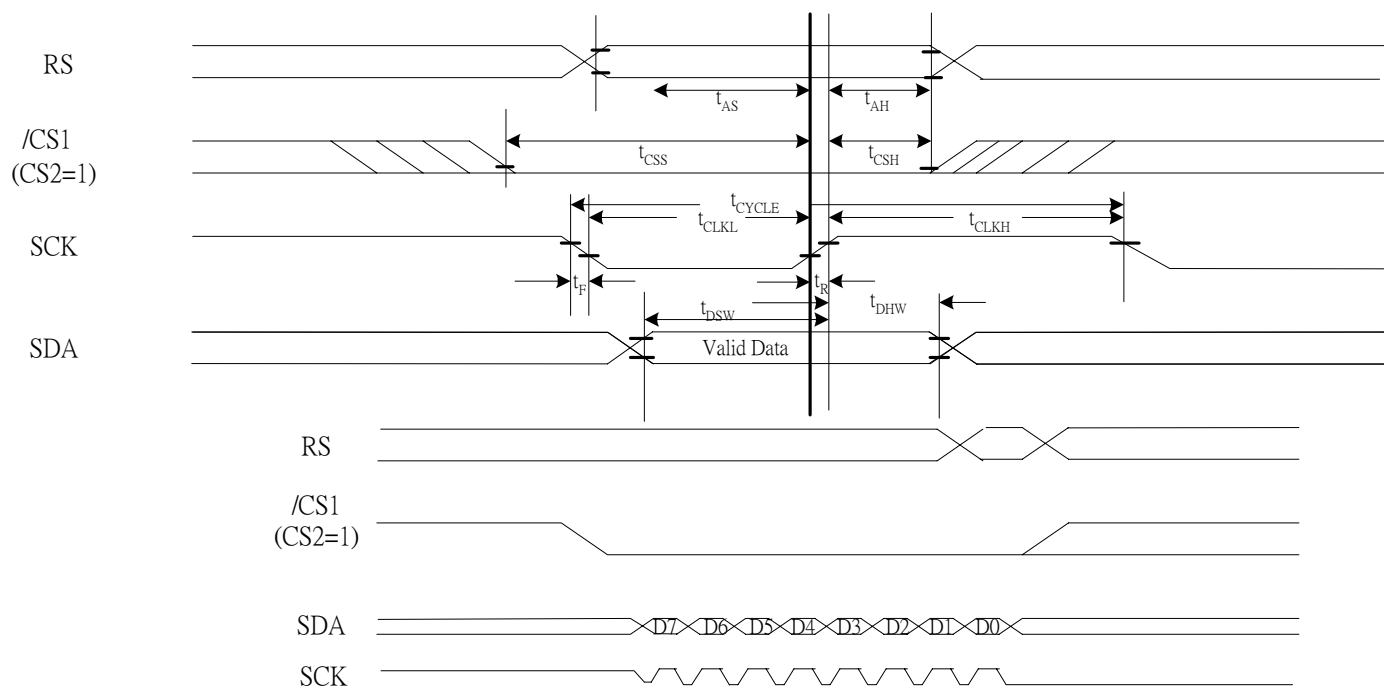 RS
tAS
tAH
/CS1
(CS2=1)
tCSS
tCSH
tCYCLE
tCLKL
tCLKH
SCK
tF
tR
tDSW
tDHW
SDA
Valid Data
RS
/CS1
(CS2=1)
SDA
D7 D6 D5 D4 D3 D2 D1 D0
SCK